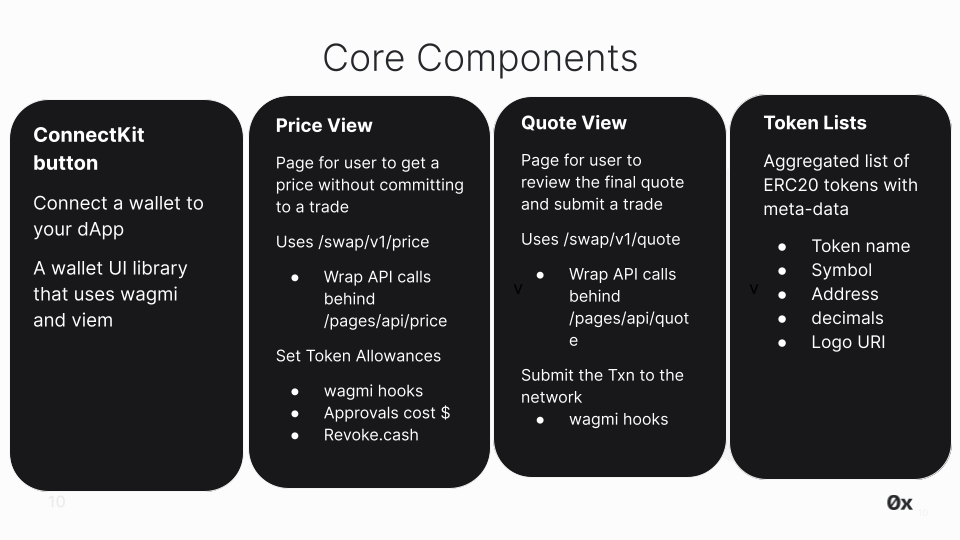 Core Components
ConnectKit
button
Connect a wallet to
your dApp
A wallet UI library
that uses wagmi
and viem
Price View
Page for user to get a
price without committing
to a trade
Uses /swap/v1/price
● Wrap API calls
behind
/pages/api/price
Set Token Allowances
● wagmi hooks
● Approvals cost $
● Revoke.cash
Quote View
Page for user to
review the final quote
and submit a trade
Uses /swap/v1/quote
v
● Wrap API calls
behind
/pages/api/quot
e
Submit the Txn to the
network
● wagmi hooks
Token Lists
Aggregated list of
ERC20 tokens with
meta-data
v
● Token name
● Symbol
● Address
● decimals
● Logo URI
10
0x